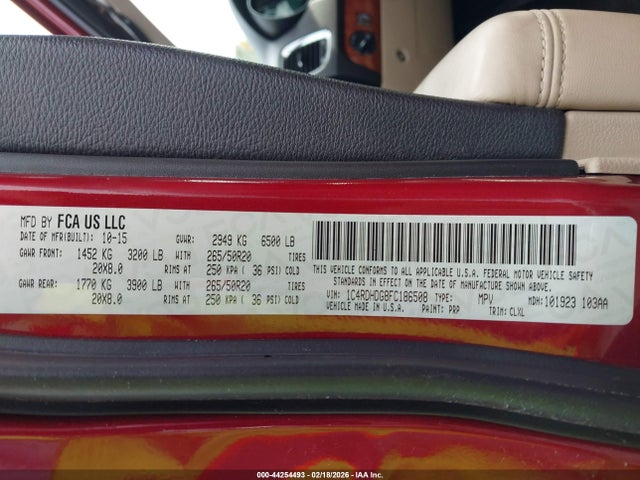 MFD BY FCA US LLC
DATE OF MFR(BUILT): 10-15 GVWR: 2949 KG 6500 LB
GAWR FRONT: 1452 KG 3200 LB WITH 265/50R20 TIRES
20X8.0 RIMS AT 250 KPA ( 36 PSI) COLD
GAWR REAR: 1770 KG 3900 LB WITH 265/50R20 TIRES
20X8.0 RIMS AT 250 KPA ( 36 PSI) COLD
THIS VEHICLE CONFORMS TO ALL APPLICABLE U.S.A. FEDERAL MOTOR VEHICLE SAFETY
STANDARDS IN EFFECT ON THE DATE OF MANUFACTURE SHOWN ABOVE
VIN: 1C4RDHDG8FC186508 TYPE: MPV MDH: 101923 103AA
VEHICLE MADE IN U.S.A. PAINT: PRP TRIM: CLXL
000-44254493 - 02/18/2026 - IAAI.com